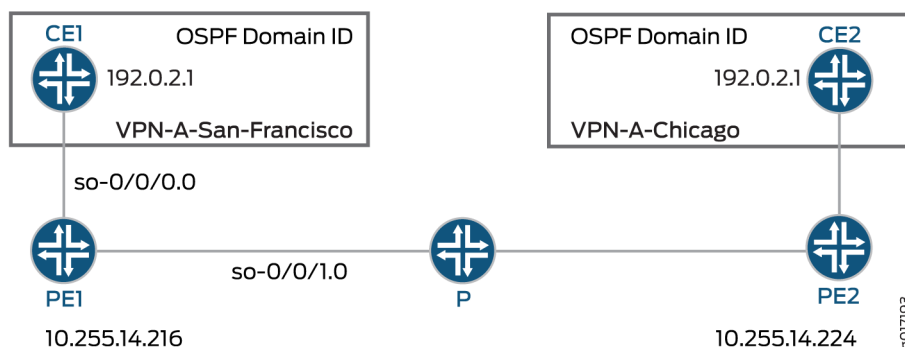 CE1
OSPF Domain ID
192.0.2.1
VPN-A-San-Francisco
OSPF Domain ID
CE2
192.0.2.1
VPN-A-Chicago
so-0/0/0.0
so-0/0/1.0
PE1
P
PE2
10.255.14.216
10.255.14.224